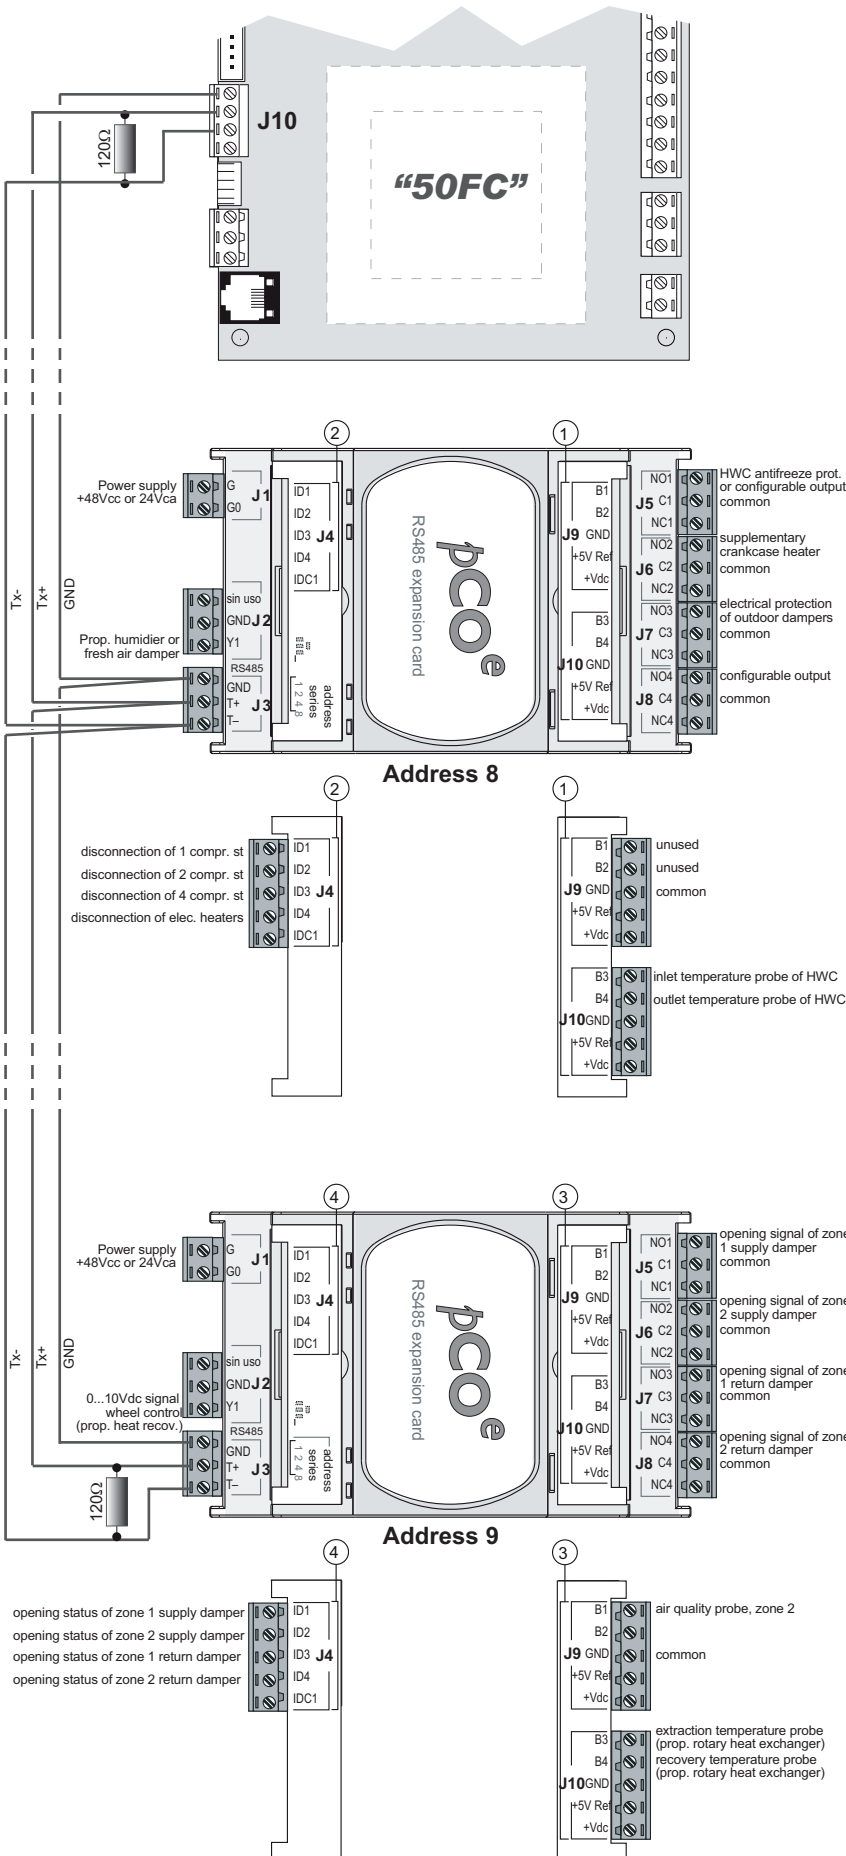 J10
120Ω
“50FC”
Tx-
Tx+
GND
2
1
Power supply
+48Vcc or 24Vca
G
G0
J1
ID1
ID2
ID3
ID4
IDC1
J4
RS485 expansion card
pCOe
B1
B2
J9 GND
+5V Ref
+Vdc
B3
B4
J10 GND
+5V Ref
+Vdc
NO1
J5 C1
NC1
HWC antifreeze prot.
or configurable output
common
NO2
J6 C2
NC2
supplementary
crankcase heater
common
NO3
J7 C3
NC3
electrical protection
of outdoor dampers
common
NO4
J8 C4
NC4
configurable output
common
sin uso
GND J2
Y1
Prop. humidier or
fresh air damper
RS485
GND
T+
T–
J3
address
series
1 2 4 8
Address 8
2
1
disconnection of 1 compr. st
disconnection of 2 compr. st
disconnection of 4 compr. st
disconnection of elec. heaters
ID1
ID2
ID3 J4
ID4
IDC1
B1
B2
J9 GND
+5V Ref
+Vdc
unused
unused
common
B3
B4
J10GND
+5V Ref
+Vdc
inlet temperature probe of HWC
outlet temperature probe of HWC
Tx-
Tx+
GND
4
3
Power supply
+48Vcc or 24Vca
G
G0
J1
ID1
ID2
ID3 J4
ID4
IDC1
RS485 expansion card
pCOe
B1
B2
J9 GND
+5V Ref
+Vdc
B3
B4
J10 GND
+5V Ref
+Vdc
NO1
J5 C1
NC1
opening signal of zone
1 supply damper
common
NO2
J6 C2
NC2
opening signal of zone
2 supply damper
common
NO3
J7 C3
NC3
opening signal of zone
1 return damper
common
NO4
J8 C4
NC4
opening signal of zone
2 return damper
common
sin uso
GND J2
Y1
0...10Vdc signal
wheel control
(prop. heat recov.)
RS485
GND
T+
T–
J3
120Ω
address
series
1 2 4 8
Address 9
4
3
opening status of zone 1 supply damper
opening status of zone 2 supply damper
opening status of zone 1 return damper
opening status of zone 2 return damper
ID1
ID2
ID3 J4
ID4
IDC1
B1
B2
J9 GND
+5V Ref
+Vdc
air quality probe, zone 2
common
B3
B4
J10GND
+5V Ref
+Vdc
extraction temperature probe
(prop. rotary heat exchanger)
recovery temperature probe
(prop. rotary heat exchanger)